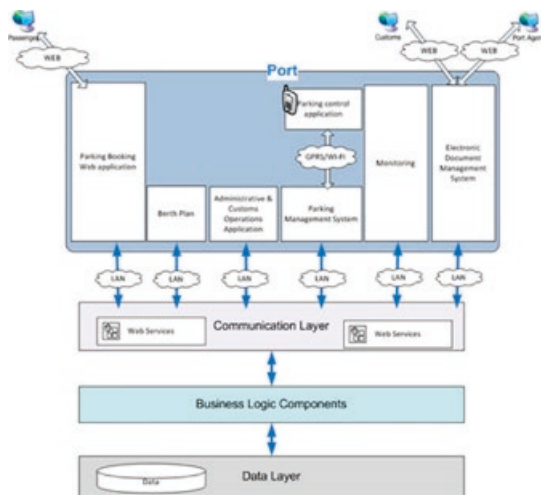 Passenger
Customs
Port Agent
WEB
WEB
WEB
Port
Parking Booking
Web application
Berth Plan
Administrative &
Customs
Operations
Application
Parking control
application
GPRS/Wi-Fi
Parking
Management System
Monitoring
Electronic
Document
Management
System
LAN
LAN
LAN
LAN
LAN
LAN
Web Services
Communication Layer
Web Services
Business Logic Components
Data
Data Layer